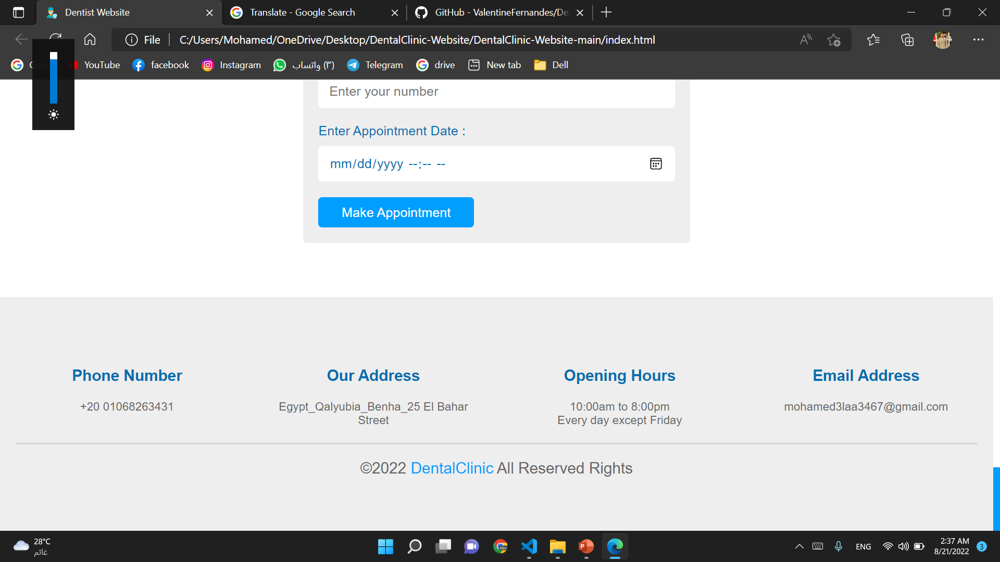 Dentist Website
Translate - Google Search
GitHub - ValentineFernandes/De
File
C:/Users/Mohamed/OneDrive/Desktop/DentalClinic-Website/DentalClinic-Website-main/index.html
YouTube
facebook
Instagram
(٣) واتساب
Telegram
drive
New tab
Dell
Enter your number
Enter Appointment Date :
mm/dd/yyyy --:-- --
Make Appointment
Phone Number
+20 01068263431
Our Address
Egypt_Qalyubia_Benha_25 El Bahar
Street
Opening Hours
10:00am to 8:00pm
Every day except Friday
Email Address
mohamed3laa3467@gmail.com
©2022 DentalClinic All Reserved Rights
28°C
غائم
Dev
P
ENG
2:37 AM
8/21/2022
3